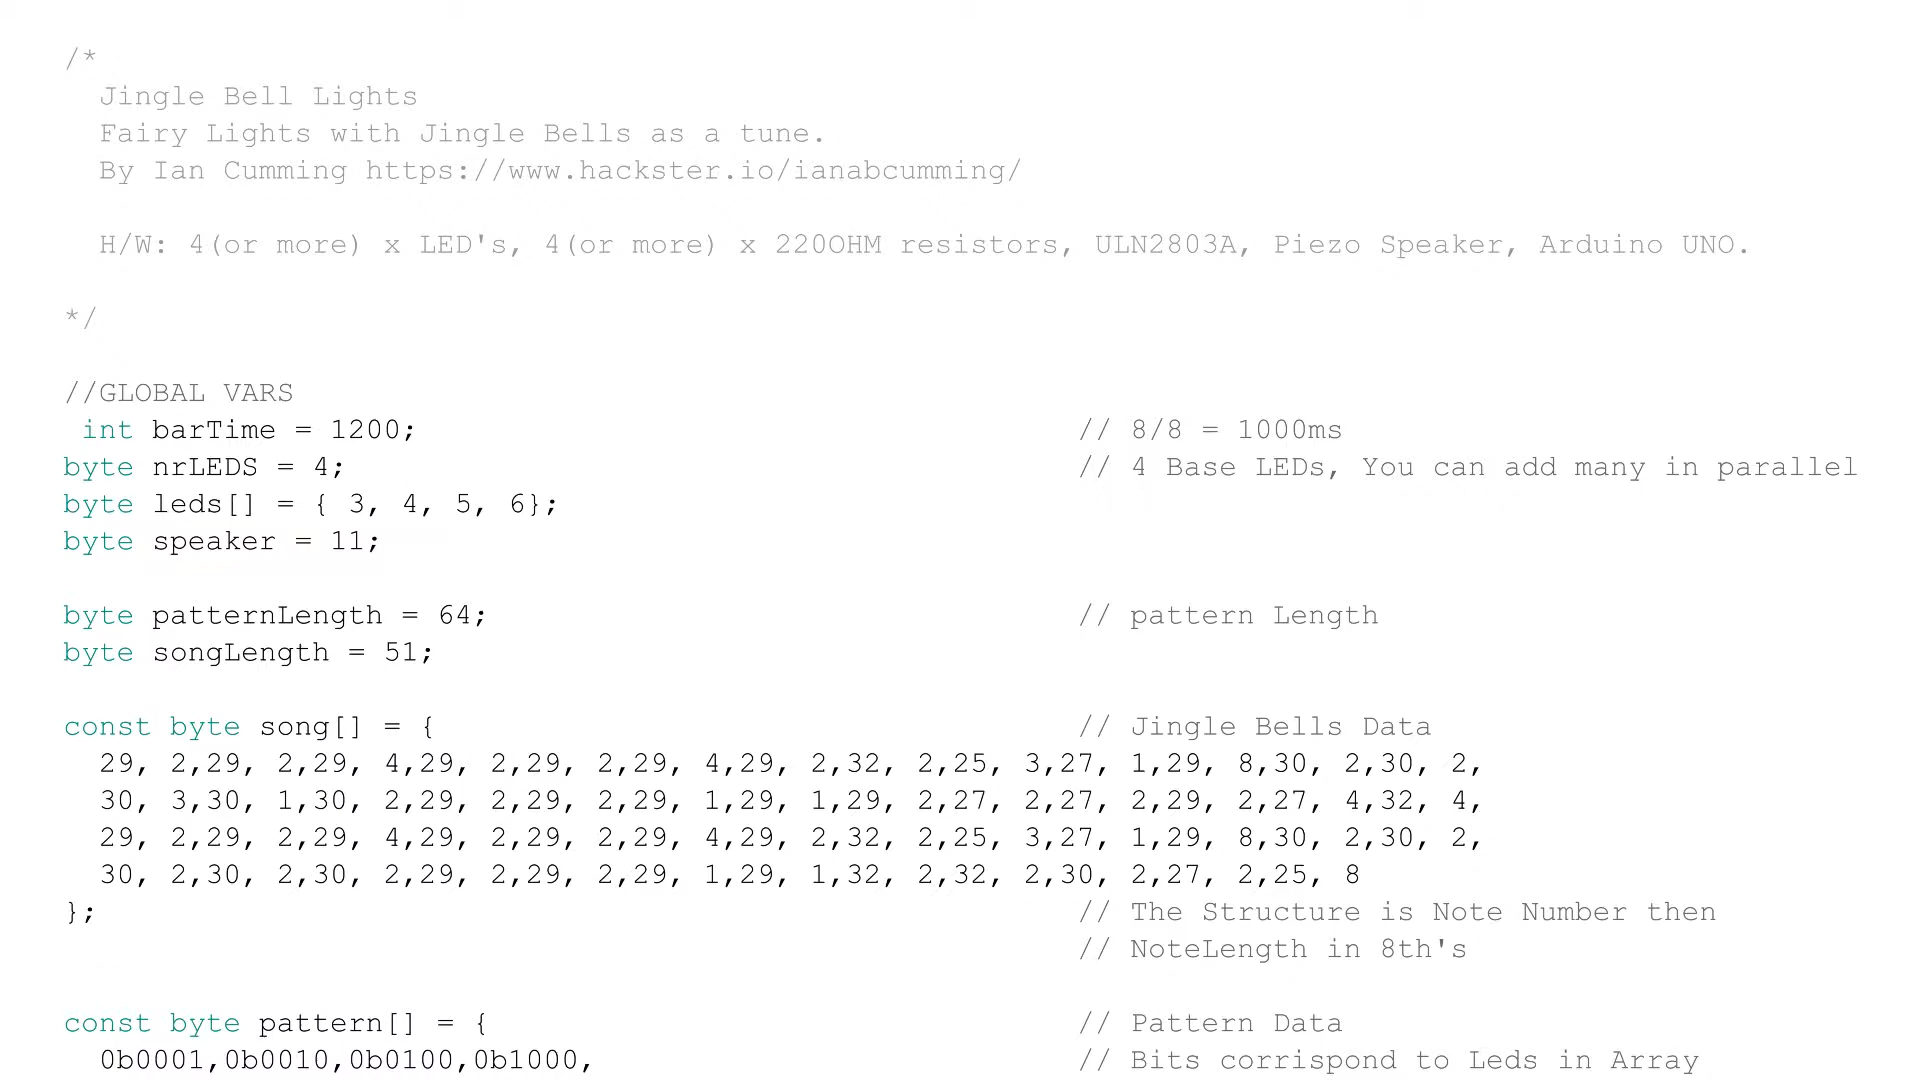 /*
Jingle Bell Lights
Fairy Lights with Jingle Bells as a tune.
By Ian Cumming https://www.hackster.io/ianabcumming/
H/W: 4(or more) x LED's, 4(or more) x 220OHM resistors, ULN2803A, Piezo Speaker, Arduino UNO.
*/
//GLOBAL VARS
int barTime = 1200; // 8/8 = 1000ms
byte nrLEDS = 4; // 4 Base LEDs, You can add many in parallel
byte leds[] = { 3, 4, 5, 6};
byte speaker = 11;
byte patternLength = 64; // pattern Length
byte songLength = 51;
const byte song[] = { // Jingle Bells Data
29, 2,29, 2,29, 4,29, 2,29, 2,29, 4,29, 2,32, 2,25, 3,27, 1,29, 8,30, 2,30, 2,
30, 3,30, 1,30, 2,29, 2,29, 2,29, 1,29, 1,29, 2,27, 2,27, 2,29, 2,27, 4,32, 4,
29, 2,29, 2,29, 4,29, 2,29, 2,29, 4,29, 2,32, 2,25, 3,27, 1,29, 8,30, 2,30, 2,
30, 2,30, 2,30, 2,29, 2,29, 2,29, 1,29, 1,32, 2,32, 2,30, 2,27, 2,25, 8
}; // The Structure is Note Number then
// NoteLength in 8th's
const byte pattern[] = { // Pattern Data
0b0001,0b0010,0b0100,0b1000, // Bits corrispond to Leds in Array